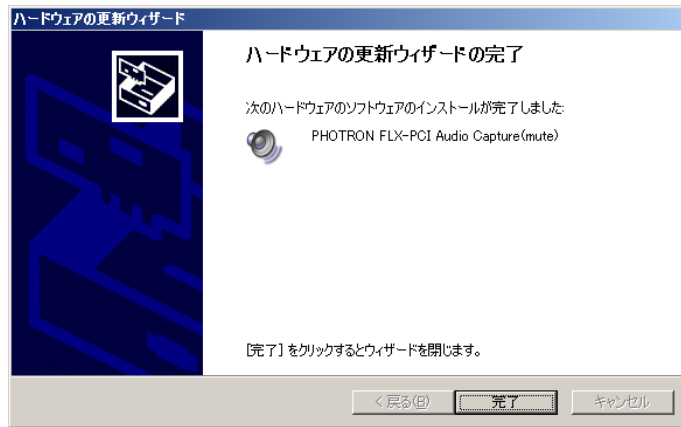 ハードウェアの更新ウィザード
ハードウェアの更新ウィザードの完了
次のハードウェアのソフトウェアのインストールが完了しました:
PHOTRON FLX-PCI Audio Capture(mute)
[完了] をクリックするとウィザードを閉じます。
< 戻る(B)
完了
キャンセル